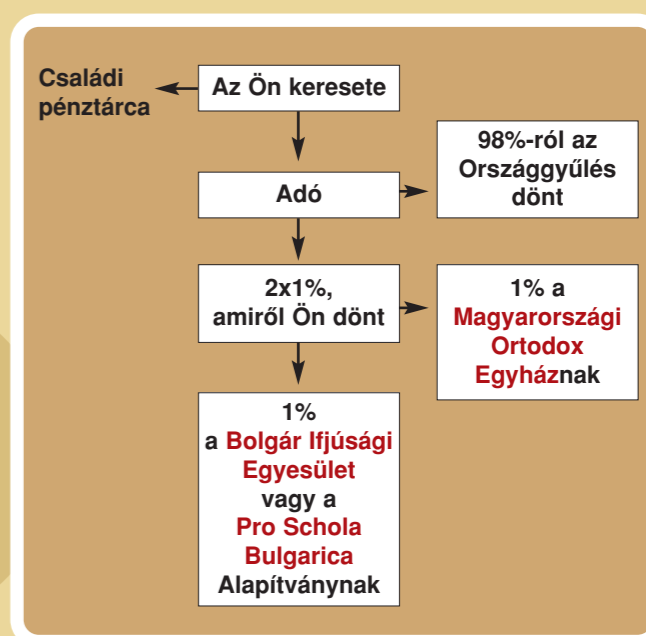 Családi
pénztárca
Az Ön keresete
Adó
98%-ról az
Országgyűlés
dönt
2x1%,
amiről Ön dönt
1% a
Magyarországi
Ortodox
Egyháznak
1%
a Bolgár Ifjúsági
Egyesület
vagy a
Pro Schola
Bulgarica
Alapítványnak